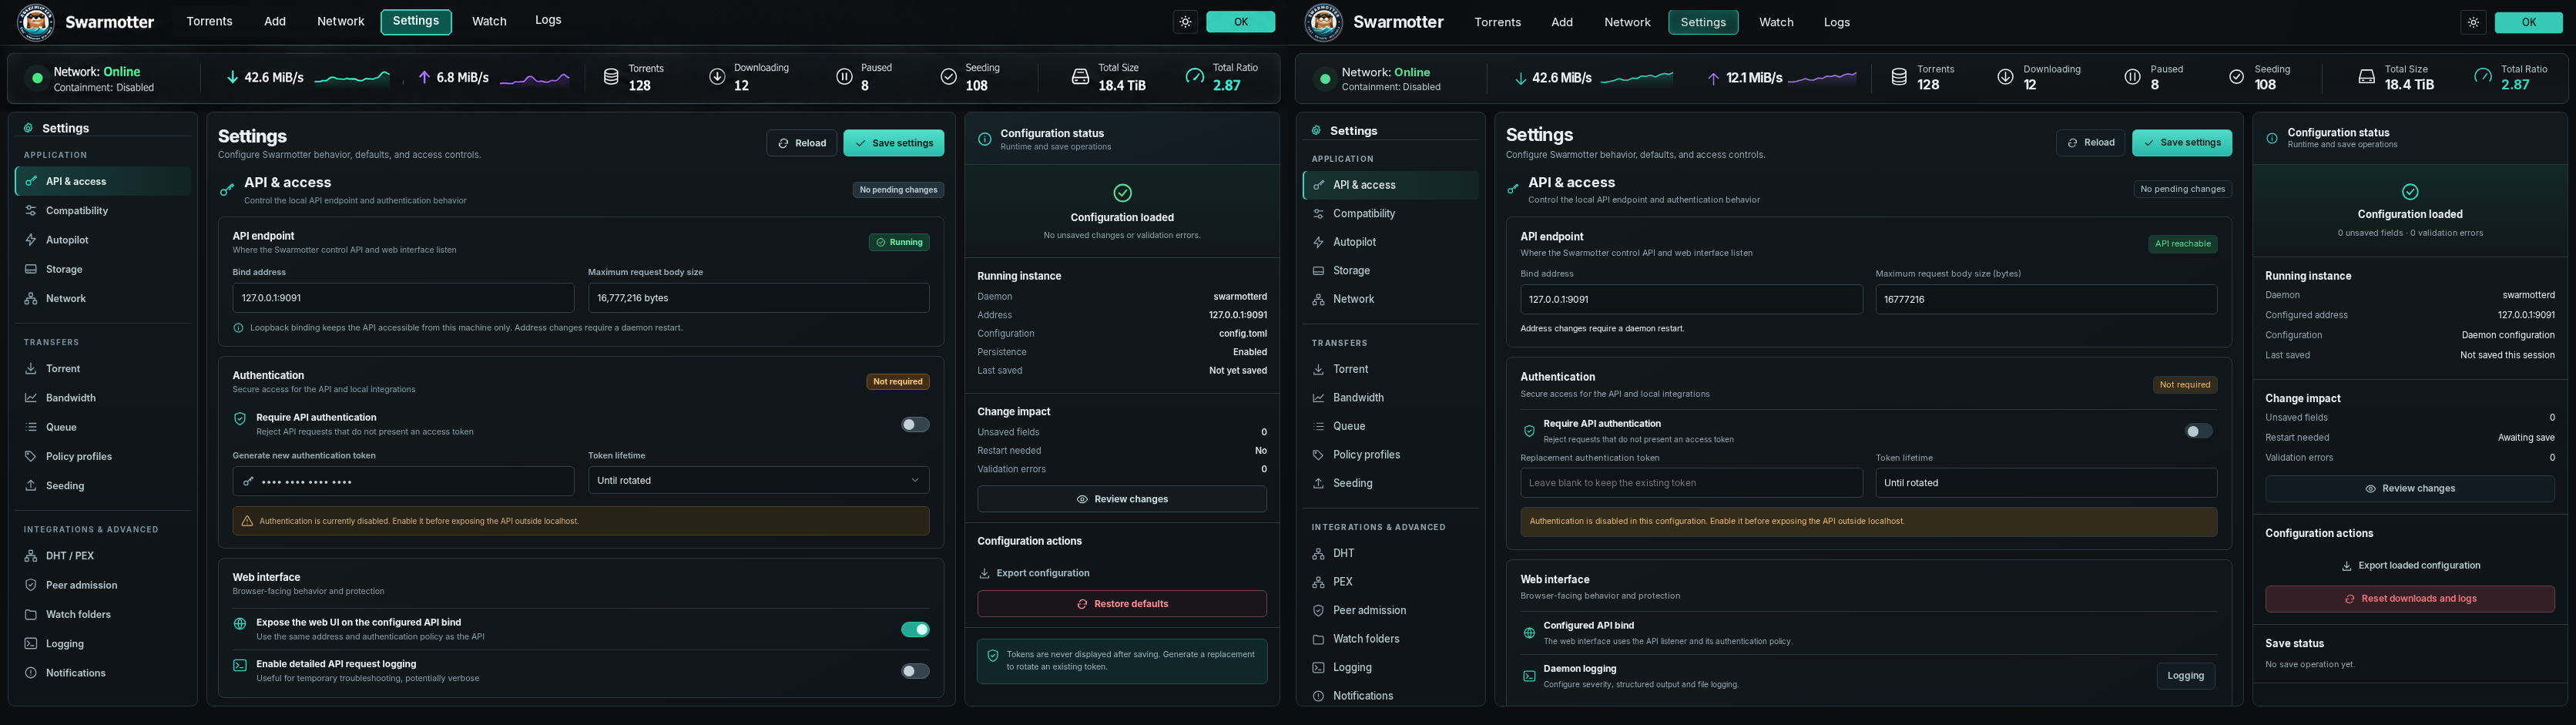 Swarmotter
Torrents
Add
Network
Settings
Watch
Logs
OK
Network: Online
Containment: Disabled
42.6 MiB/s
6.8 MiB/s
Torrents
128
Downloading
12
Paused
8
Seeding
108
Total Size
18.4 TiB
Total Ratio
2.87
Settings
APPLICATION
API & access
Compatibility
Autopilot
Storage
Network
TRANSFERS
Torrent
Bandwidth
Queue
Policy profiles
Seeding
INTEGRATIONS & ADVANCED
DHT / PEX
Peer admission
Watch folders
Logging
Notifications
Settings
Configure Swarmotter behavior, defaults, and access controls.
Reload
Save settings
API & access
Control the local API endpoint and authentication behavior
No pending changes
API endpoint
Where the Swarmotter control API and web interface listen
Running
Bind address
Maximum request body size
127.0.0.1:9091
16,777,216 bytes
Loopback binding keeps the API accessible from this machine only. Address changes require a daemon restart.
Authentication
Secure access for the API and local integrations
Not required
Require API authentication
Reject API requests that do not present an access token
Generate new authentication token
Token lifetime
•••• •••• •••• ••••
Until rotated
Authentication is currently disabled. Enable it before exposing the API outside localhost.
Web interface
Browser-facing behavior and protection
Expose the web UI on the configured API bind
Use the same address and authentication policy as the API
Enable detailed API request logging
Useful for temporary troubleshooting, potentially verbose
Configuration status
Runtime and save operations
Configuration loaded
No unsaved changes or validation errors.
Running instance
Daemon swarmotterd
Address 127.0.0.1:9091
Configuration config.toml
Persistence Enabled
Last saved Not yet saved
Change impact
Unsaved fields 0
Restart needed No
Validation errors 0
Review changes
Configuration actions
Export configuration
Restore defaults
Tokens are never displayed after saving. Generate a replacement
to rotate an existing token.
Swarmotter
Torrents
Add
Network
Settings
Watch
Logs
OK
Network: Online
Containment: Disabled
42.6 MiB/s
12.1 MiB/s
Torrents
128
Downloading
12
Paused
8
Seeding
108
Total Size
18.4 TiB
Total Ratio
2.87
Settings
APPLICATION
API & access
Compatibility
Autopilot
Storage
Network
TRANSFERS
Torrent
Bandwidth
Queue
Policy profiles
Seeding
INTEGRATIONS & ADVANCED
DHT
PEX
Peer admission
Watch folders
Logging
Notifications
Settings
Configure Swarmotter behavior, defaults, and access controls.
Reload
Save settings
API & access
Control the local API endpoint and authentication behavior
No pending changes
API endpoint
Where the Swarmotter control API and web interface listen
API reachable
Bind address
Maximum request body size (bytes)
127.0.0.1:9091
16777216
Address changes require a daemon restart.
Authentication
Secure access for the API and local integrations
Not required
Require API authentication
Reject requests that do not present an access token
Replacement authentication token
Token lifetime
Leave blank to keep the existing token
Until rotated
Authentication is disabled in this configuration. Enable it before exposing the API outside localhost.
Web interface
Browser-facing behavior and protection
Configured API bind
The web interface uses the API listener and its authentication policy.
Daemon logging
Configure severity, structured output and file logging.
Logging
Configuration status
Runtime and save operations
Configuration loaded
0 unsaved fields · 0 validation errors
Running instance
Daemon swarmotterd
Configured address 127.0.0.1:9091
Configuration Daemon configuration
Last saved Not saved this session
Change impact
Unsaved fields 0
Restart needed Awaiting save
Validation errors 0
Review changes
Configuration actions
Export loaded configuration
Reset downloads and logs
Save status
No save operation yet.